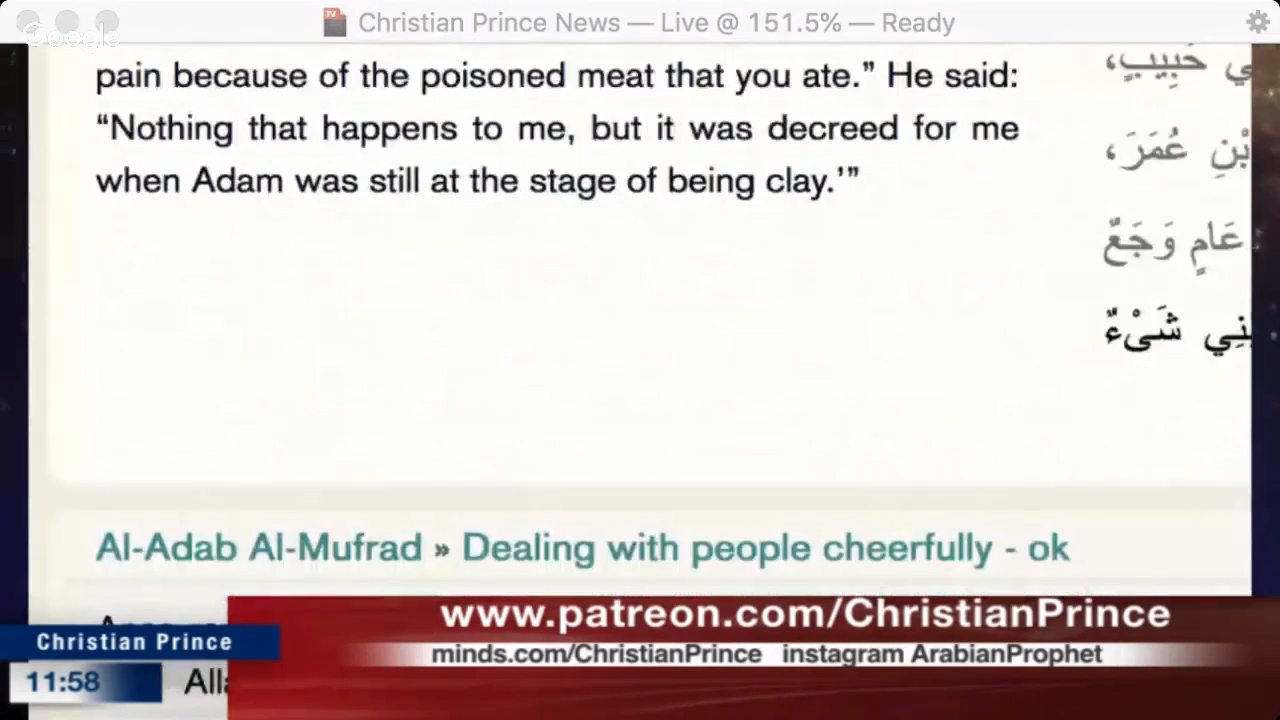 Christian Prince News — Live @ 151.5% — Ready
Google
pain because of the poisoned meat that you ate.” He said:
“Nothing that happens to me, but it was decreed for me
when Adam was still at the stage of being clay.’”
ي حَبِيبٍ،
بْنِ عُمَرَ،
عَامٍ وَجَعٌ
شَىْءٌ
Al-Adab Al-Mufrad » Dealing with people cheerfully - ok
www.patreon.com/ChristianPrince
Christian Prince
minds.com/ChristianPrince instagram ArabianProphet
11:58